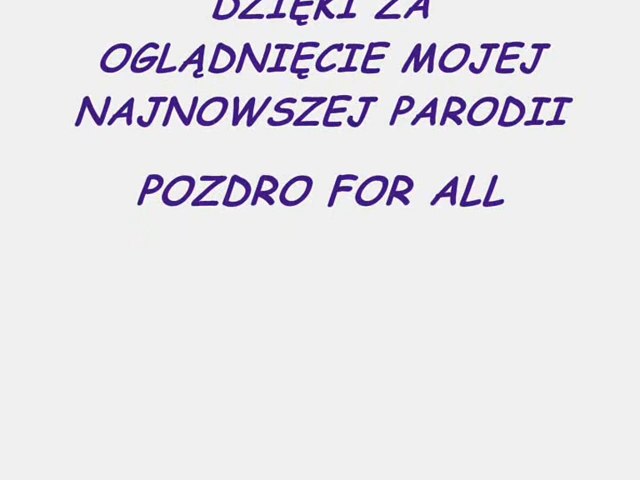 DZIĘKI ZA
OGLĄDNIĘCIE MOJEJ
NAJNOWSZEJ PARODII
POZDRO FOR ALL